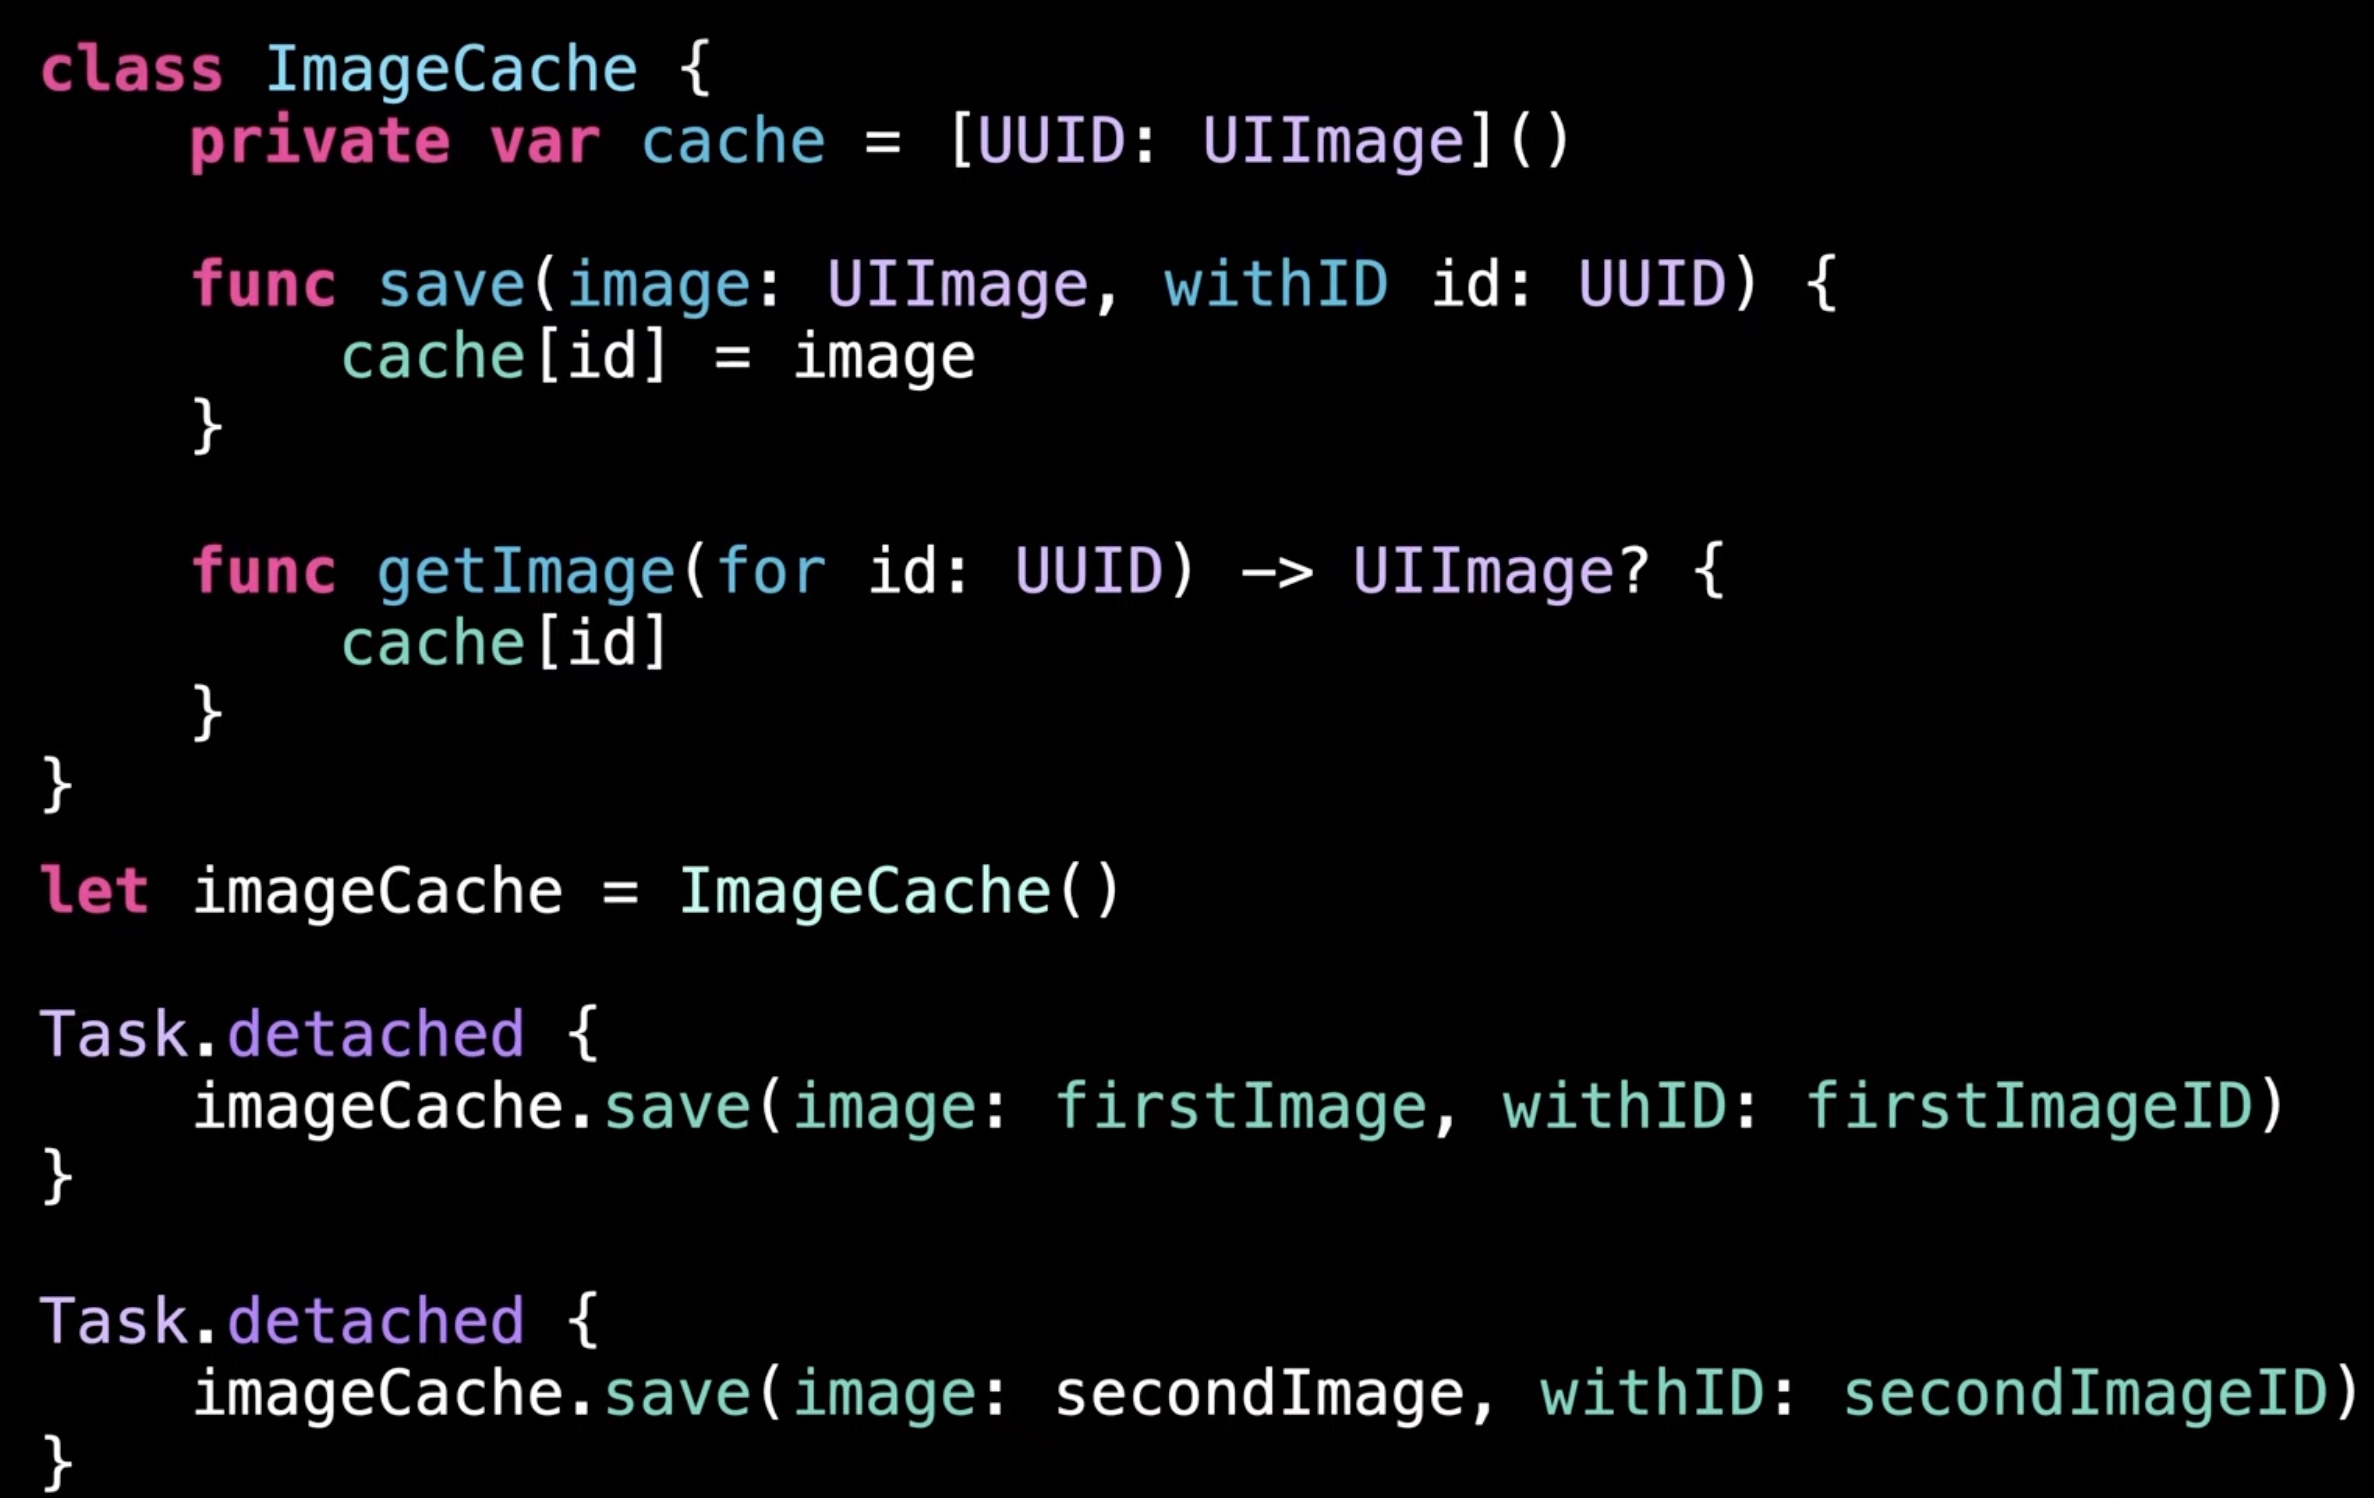 class ImageCache {
    private var cache = [UUID: UIImage]()
    func save(image: UIImage, withID id: UUID) {
        cache[id] = image
    }
    func getImage(for id: UUID) -> UIImage? {
        cache[id]
    }
}
let imageCache = ImageCache()
Task.detached {
    imageCache.save(image: firstImage, withID: firstImageID)
}
Task.detached {
    imageCache.save(image: secondImage, withID: secondImageID)
}